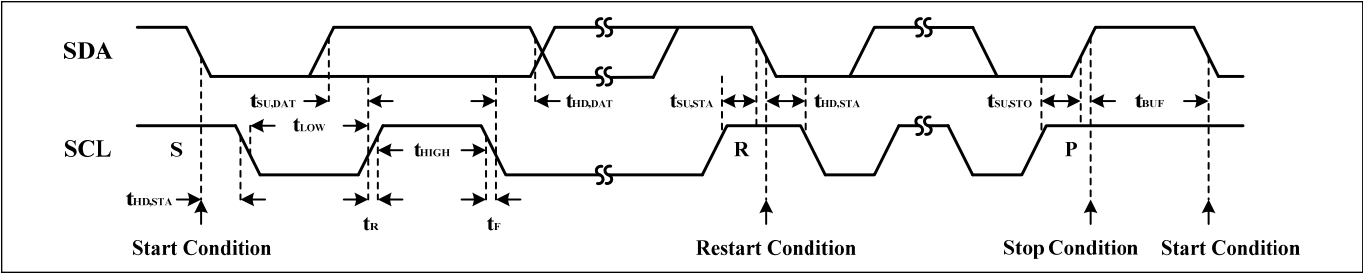 SDA
tSU,DAT
tHD,DAT
tSU,STA
tHD,STA
tSU,STO
tBUF
tLOW
SCL
S
tHIGH
R
P
tHD,STA
tR
tF
Start Condition
Restart Condition
Stop Condition
Start Condition